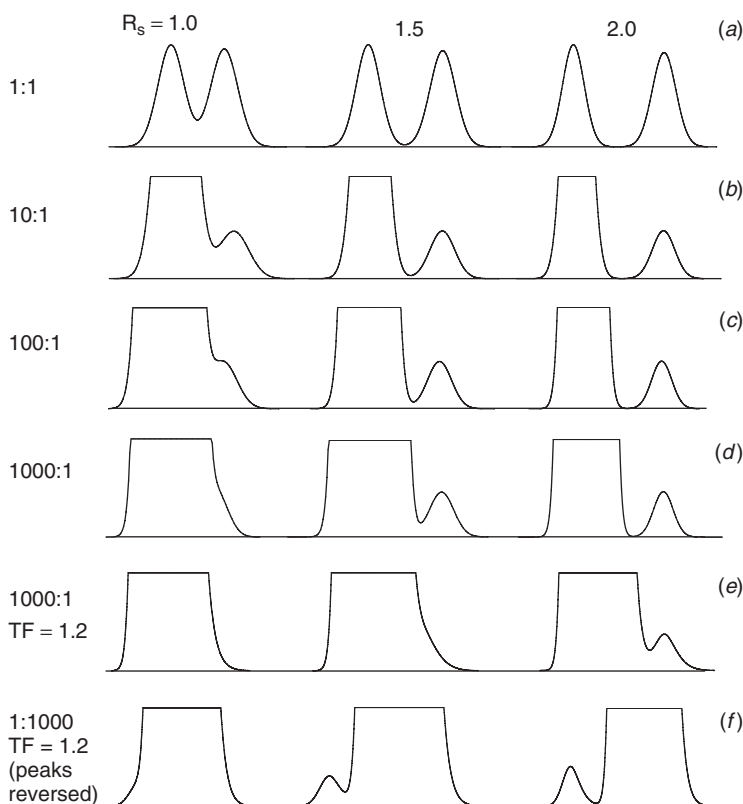 Rs = 1.0 1.5 2.0 (a)
1:1
(b)
10:1
(c)
100:1
(d)
1000:1
(e)
1000:1
TF = 1.2
(f)
1:1000
TF = 1.2
(peaks
reversed)